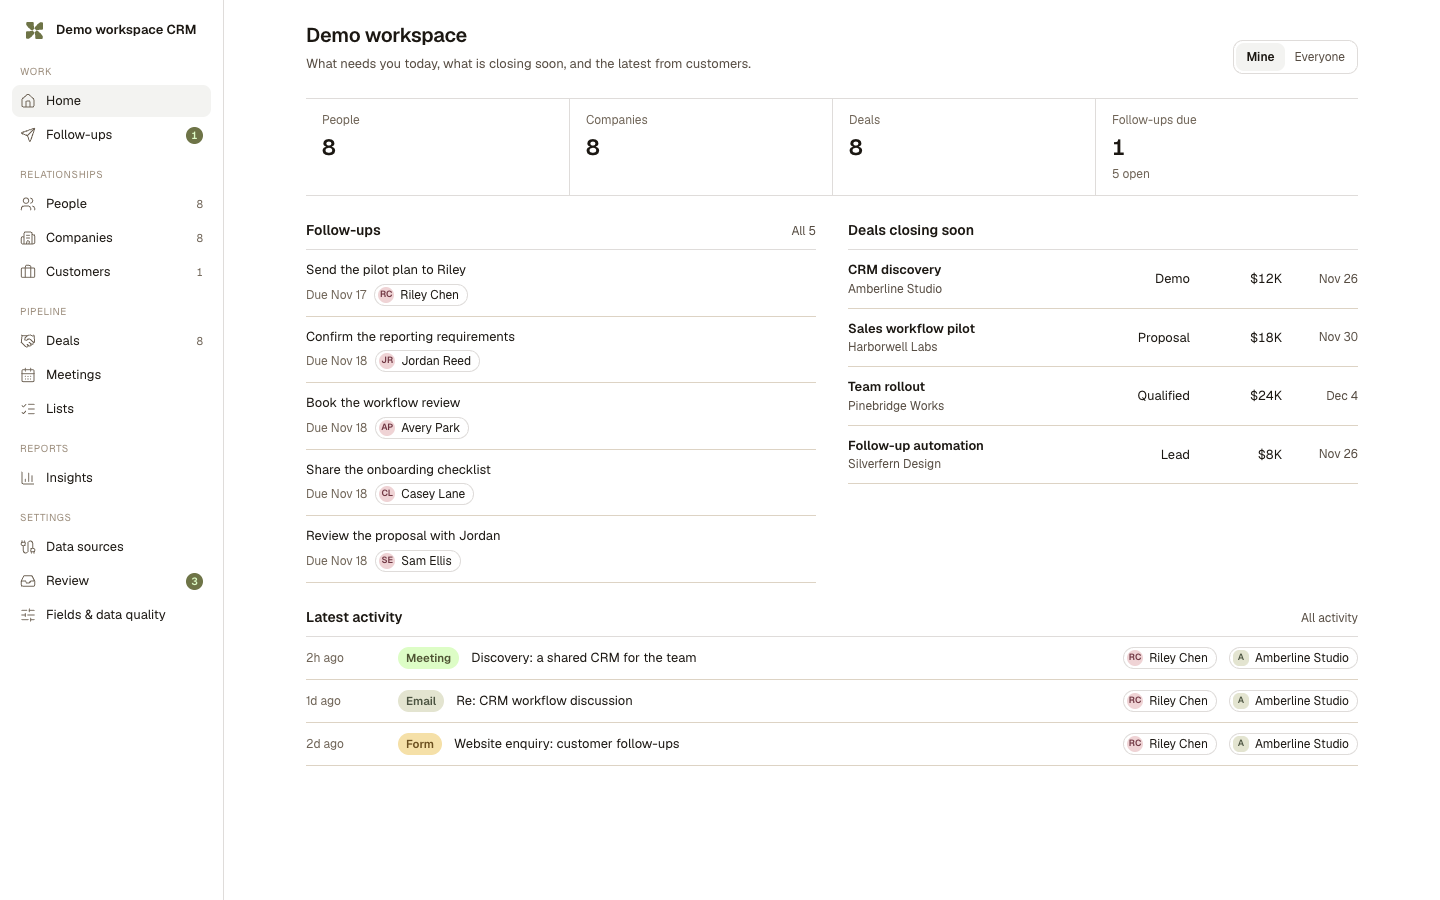 Demo workspace CRM
WORK
Home
Follow-ups 1
RELATIONSHIPS
People 8
Companies 8
Customers 1
PIPELINE
Deals 8
Meetings
Lists
REPORTS
Insights
SETTINGS
Data sources
Review 3
Fields & data quality
Demo workspace
What needs you today, what is closing soon, and the latest from customers.
Mine Everyone
People
8
Companies
8
Deals
8
Follow-ups due
1
5 open
Follow-ups All 5
Send the pilot plan to Riley
Due Nov 17 RC Riley Chen
Confirm the reporting requirements
Due Nov 18 JR Jordan Reed
Book the workflow review
Due Nov 18 AP Avery Park
Share the onboarding checklist
Due Nov 18 CL Casey Lane
Review the proposal with Jordan
Due Nov 18 SE Sam Ellis
Deals closing soon
CRM discovery
Amberline Studio
Demo $12K Nov 26
Sales workflow pilot
Harborwell Labs
Proposal $18K Nov 30
Team rollout
Pinebridge Works
Qualified $24K Dec 4
Follow-up automation
Silverfern Design
Lead $8K Nov 26
Latest activity All activity
2h ago Meeting Discovery: a shared CRM for the team RC Riley Chen A Amberline Studio
1d ago Email Re: CRM workflow discussion RC Riley Chen A Amberline Studio
2d ago Form Website enquiry: customer follow-ups RC Riley Chen A Amberline Studio